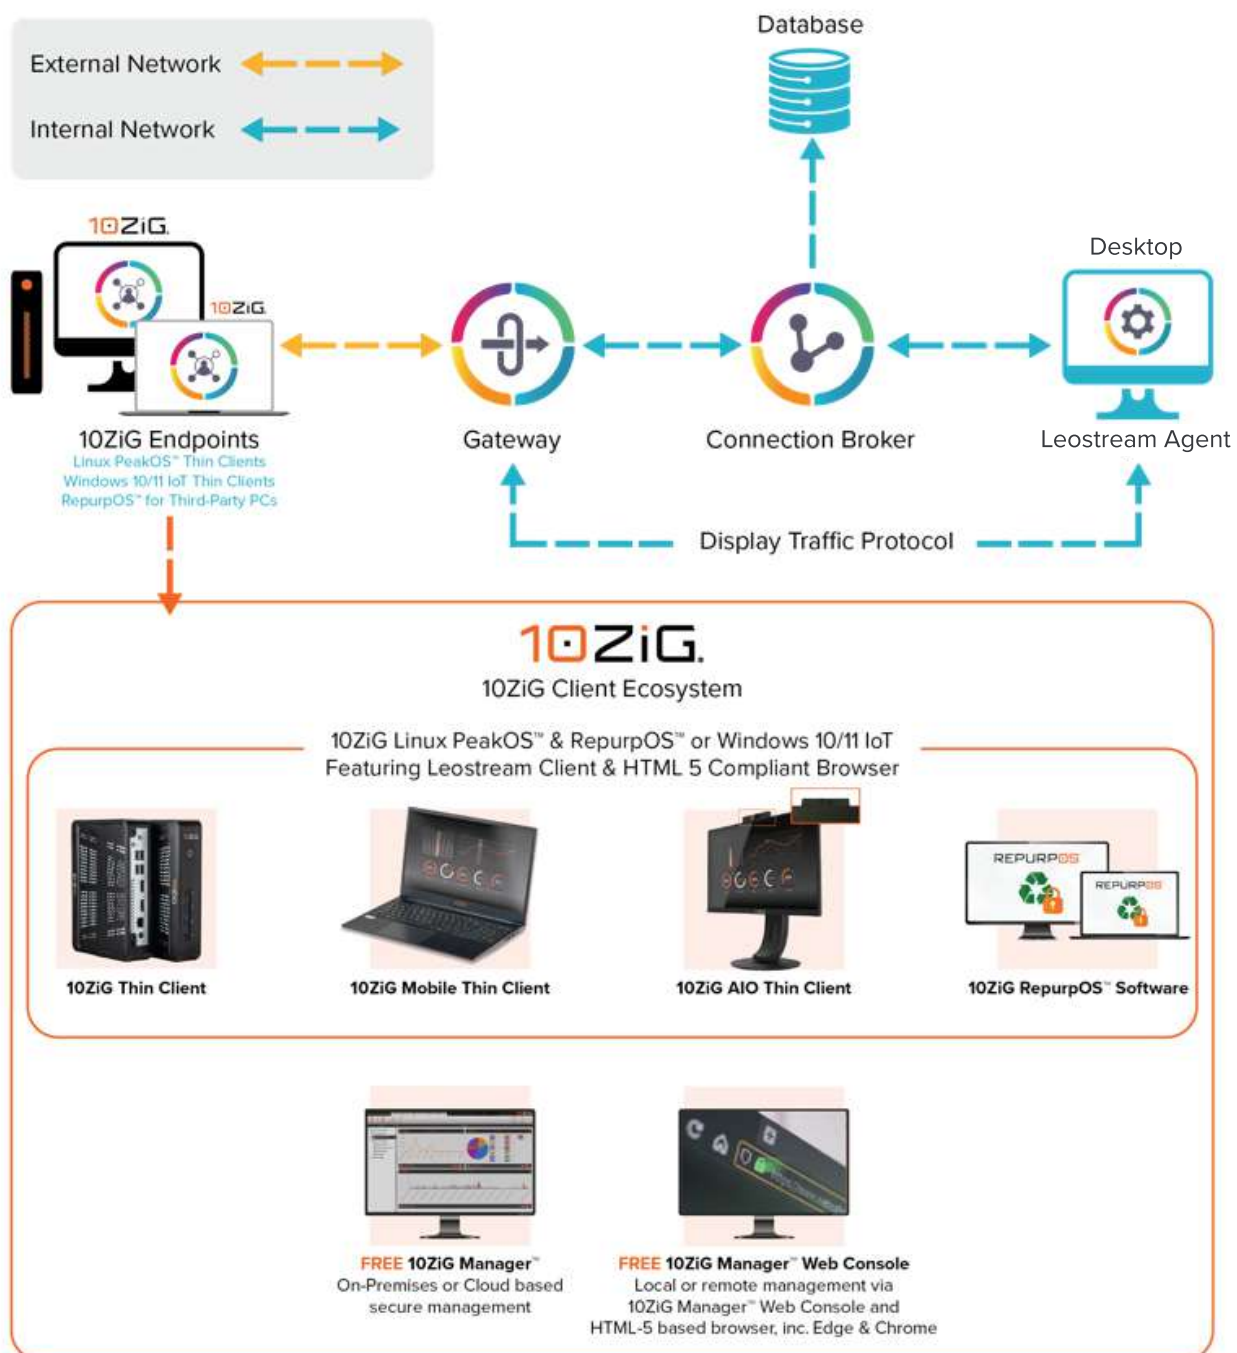 Database
External Network
Internal Network
10ZiG.
Desktop
10ZiG
10ZiG Endpoints
Gateway
Connection Broker
Leostream Agent
Linux PeakOS™ Thin Clients
Windows 10/11 IoT Thin Clients
RepurpOS™ for Third-Party PCs
Display Traffic Protocol
10ZiG.
10ZiG Client Ecosystem
10ZiG Linux PeakOS™ & RepurpOS™ or Windows 10/11 IoT
Featuring Leostream Client & HTML 5 Compliant Browser
REPURPOS
REPURPOS
10ZiG Thin Client
10ZiG Mobile Thin Client
10ZiG AIO Thin Client
10ZiG RepurpOS™ Software
FREE 10ZiG Manager™
On-Premises or Cloud based
secure management
FREE 10ZiG Manager™ Web Console
Local or remote management via
10ZiG Manager™ Web Console and
HTML-5 based browser, inc. Edge & Chrome